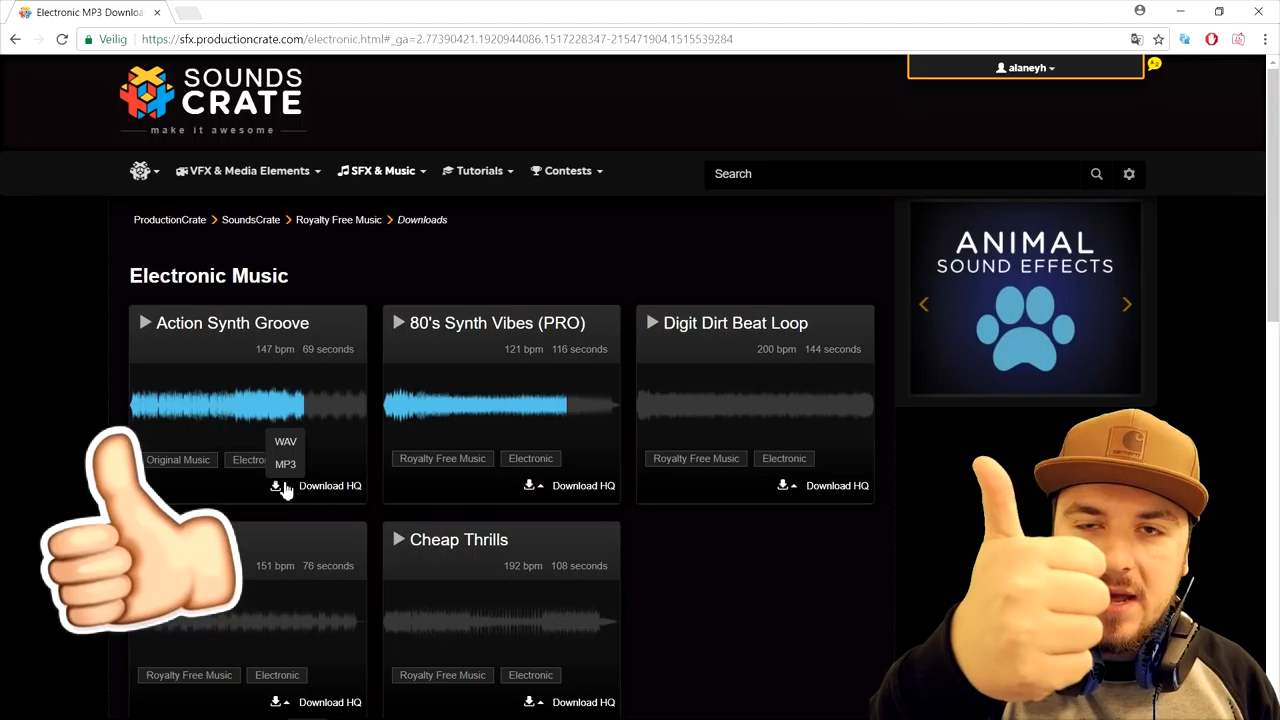 Electronic MP3 Downloa
Veilig
https://sfx.productioncrate.com/electronic.html#_ga=2.77390421.1920944086.1517228347-215471904.1515539284
SOUNDS
CRATE
make it awesome
alaneyh
VFX & Media Elements
SFX & Music
Tutorials
Contests
Search
ProductionCrate
SoundsCrate
Royalty Free Music
Downloads
ANIMAL
SOUND EFFECTS
Electronic Music
Action Synth Groove
147 bpm 69 seconds
80's Synth Vibes (PRO)
121 bpm 116 seconds
Digit Dirt Beat Loop
200 bpm 144 seconds
WAV
MP3
Original Music
Electro
Download HQ
Royalty Free Music
Electronic
Download HQ
Royalty Free Music
Electronic
Download HQ
151 bpm 76 seconds
Royalty Free Music
Electronic
Download HQ
Cheap Thrills
192 bpm 108 seconds
Royalty Free Music
Electronic
Download HQ